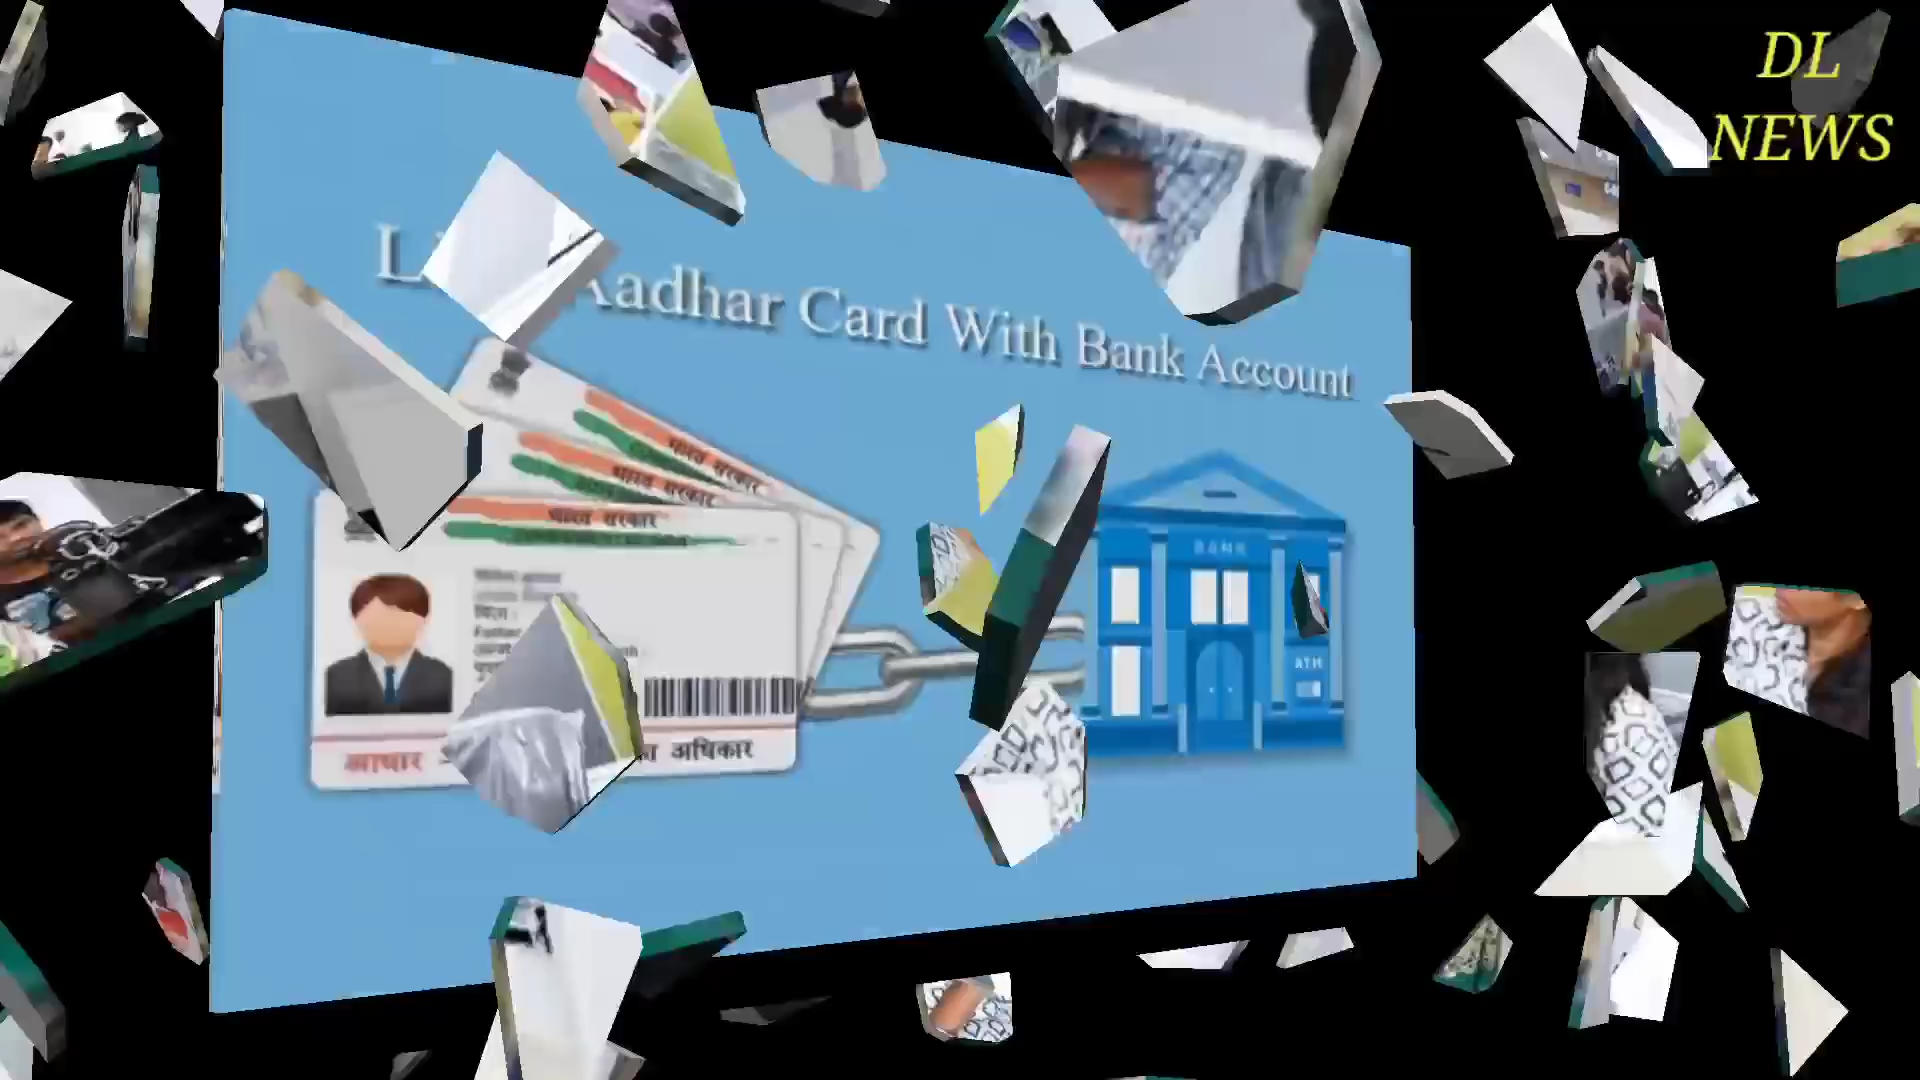 DL
NEWS
Aadhar Card With Bank Account
भारत सरकार
भारत सरकार
भारत सरकार
BANK
ATM
आधार
अधिकार